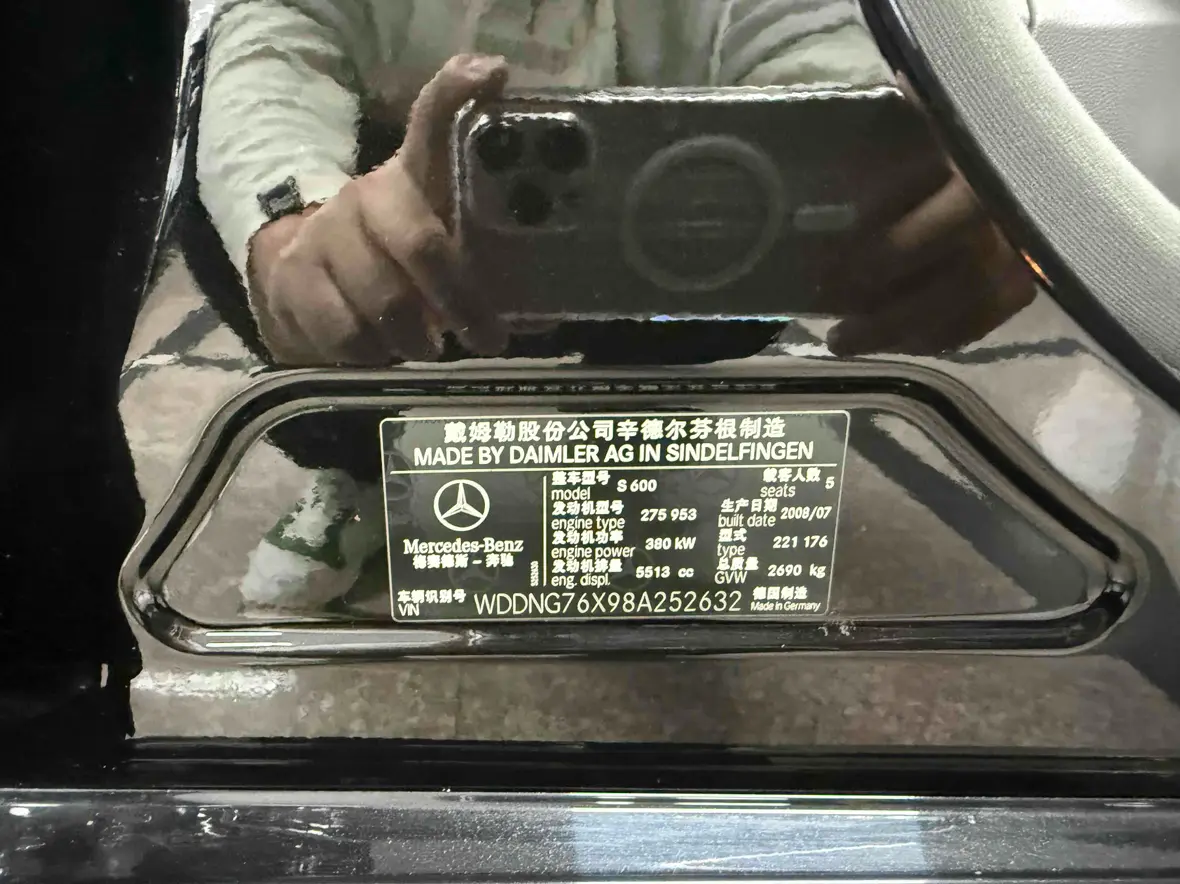 戴姆勒股份公司辛德尔芬根制造
MADE BY DAIMLER AG IN SINDELFINGEN
Mercedes-Benz
梅赛德斯-奔驰
整车型号
model S 600
载客人数
seats 5
发动机型号
engine type 275 953
生产日期
built date 2008/07
发动机功率
engine power 380 kW
型式
type 221 176
发动机排量
eng. displ. 5513 cc
总质量
GVW 2690 kg
车辆识别号
VIN WDDNG76X98A252632
德国制造
Made in Germany